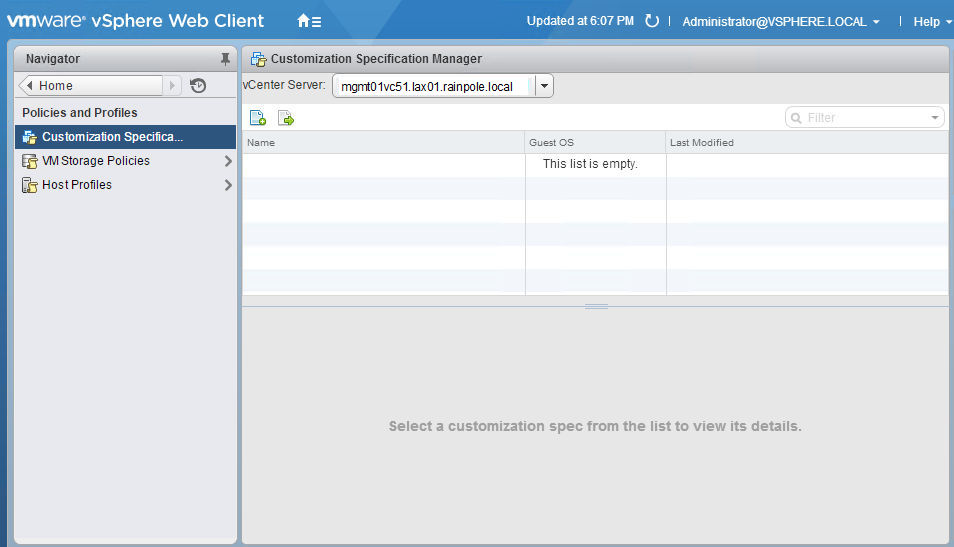 vmware® vSphere Web Client Updated at 6:07 PM Administrator@VSPHERE.LOCAL Help
Navigator
Home
Policies and Profiles
Customization Specifica...
VM Storage Policies
Host Profiles
Customization Specification Manager
vCenter Server: mgmt01vc51.lax01.rainpole.local
Filter
Name Guest OS Last Modified
This list is empty.
Select a customization spec from the list to view its details.